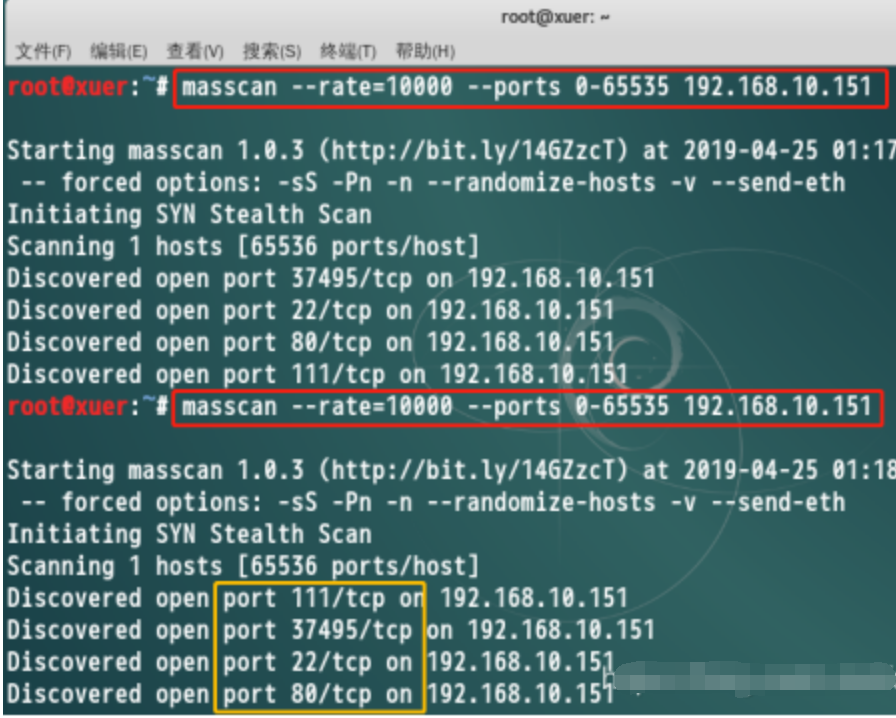 root@xuer: ~
文件(F) 编辑(E) 查看(V) 搜索(S) 终端(T) 帮助(H)
root@xuer:~# masscan --rate=10000 --ports 0-65535 192.168.10.151
Starting masscan 1.0.3 (http://bit.ly/14GZzcT) at 2019-04-25 01:17
-- forced options: -sS -Pn -n --randomize-hosts -v --send-eth
Initiating SYN Stealth Scan
Scanning 1 hosts [65536 ports/host]
Discovered open port 37495/tcp on 192.168.10.151
Discovered open port 22/tcp on 192.168.10.151
Discovered open port 80/tcp on 192.168.10.151
Discovered open port 111/tcp on 192.168.10.151
root@xuer:~# masscan --rate=10000 --ports 0-65535 192.168.10.151
Starting masscan 1.0.3 (http://bit.ly/14GZzcT) at 2019-04-25 01:18
-- forced options: -sS -Pn -n --randomize-hosts -v --send-eth
Initiating SYN Stealth Scan
Scanning 1 hosts [65536 ports/host]
Discovered open port 111/tcp on 192.168.10.151
Discovered open port 37495/tcp on 192.168.10.151
Discovered open port 22/tcp on 192.168.10.151
Discovered open port 80/tcp on 192.168.10.151